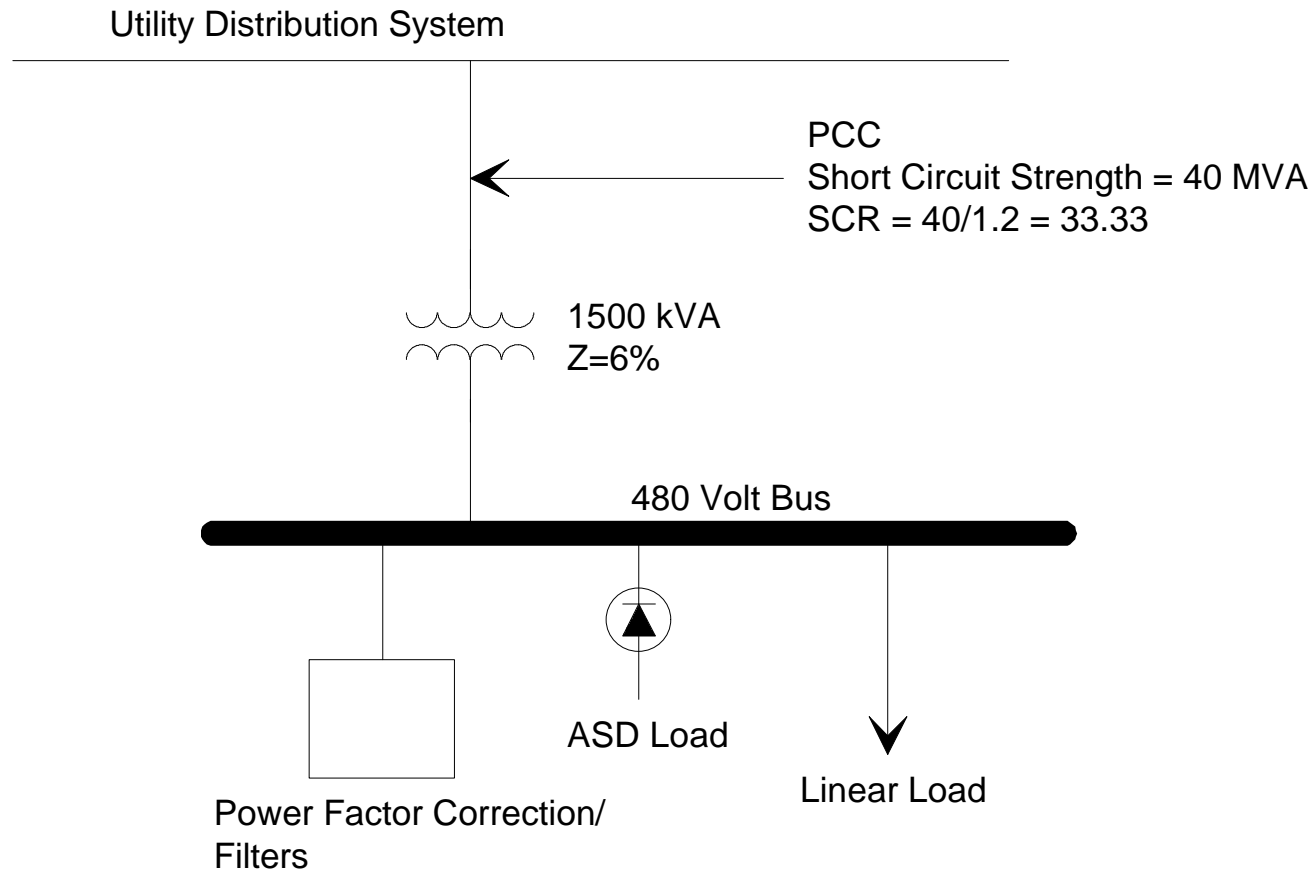 Utility Distribution System
PCC
Short Circuit Strength = 40 MVA
SCR = 40/1.2 = 33.33
1500 kVA
Z=6%
480 Volt Bus
ASD Load
Linear Load
Power Factor Correction/
Filters